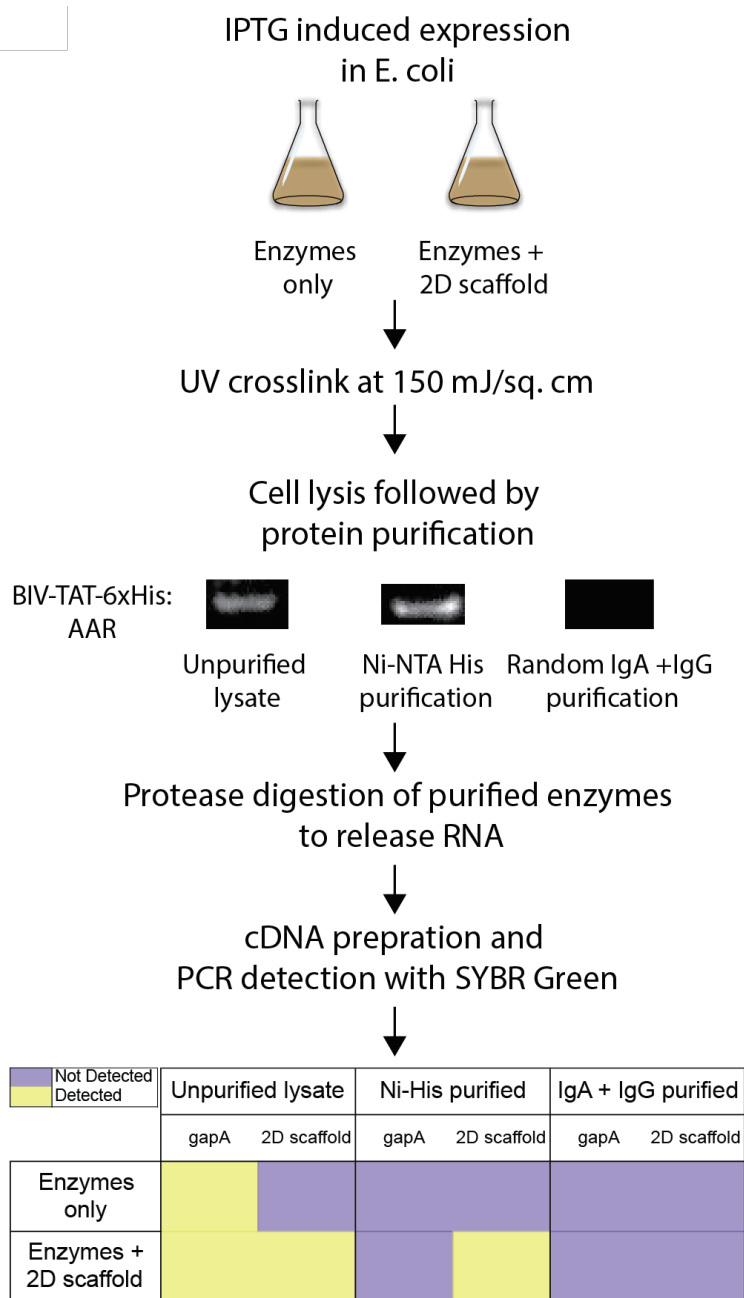 IPTG induced expression
in E. coli
Enzymes
only
Enzymes +
2D scaffold
UV crosslink at 150 mJ/sq. cm
Cell lysis followed by
protein purification
BIV-TAT-6xHis:
AAR
Unpurified
lysate
Ni-NTA His
purification
Random IgA +IgG
purification
Protease digestion of purified enzymes
to release RNA
cDNA prepration and
PCR detection with SYBR Green
Not Detected
Detected
Unpurified lysate
Ni-His purified
IgA + IgG purified
gapA
2D scaffold
gapA
2D scaffold
gapA
2D scaffold
Enzymes
only
Enzymes +
2D scaffold